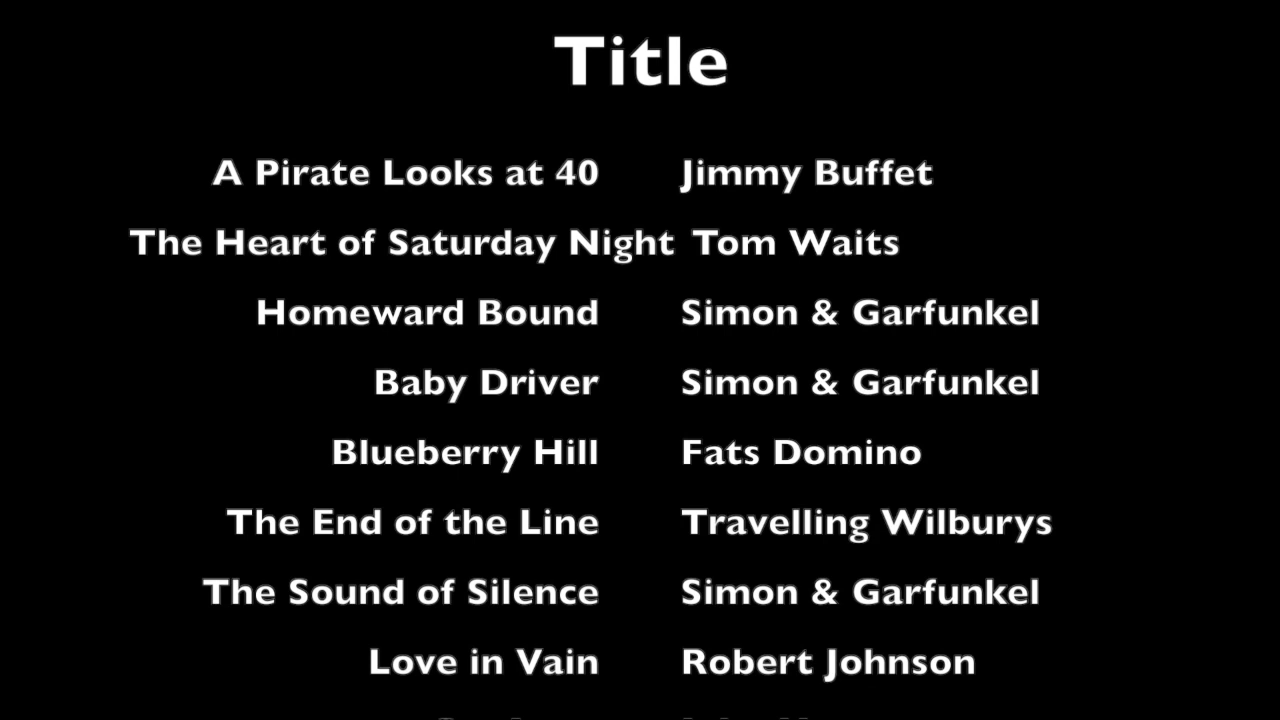 Title
A Pirate Looks at 40 Jimmy Buffet
The Heart of Saturday Night Tom Waits
Homeward Bound Simon & Garfunkel
Baby Driver Simon & Garfunkel
Blueberry Hill Fats Domino
The End of the Line Travelling Wilburys
The Sound of Silence Simon & Garfunkel
Love in Vain Robert Johnson